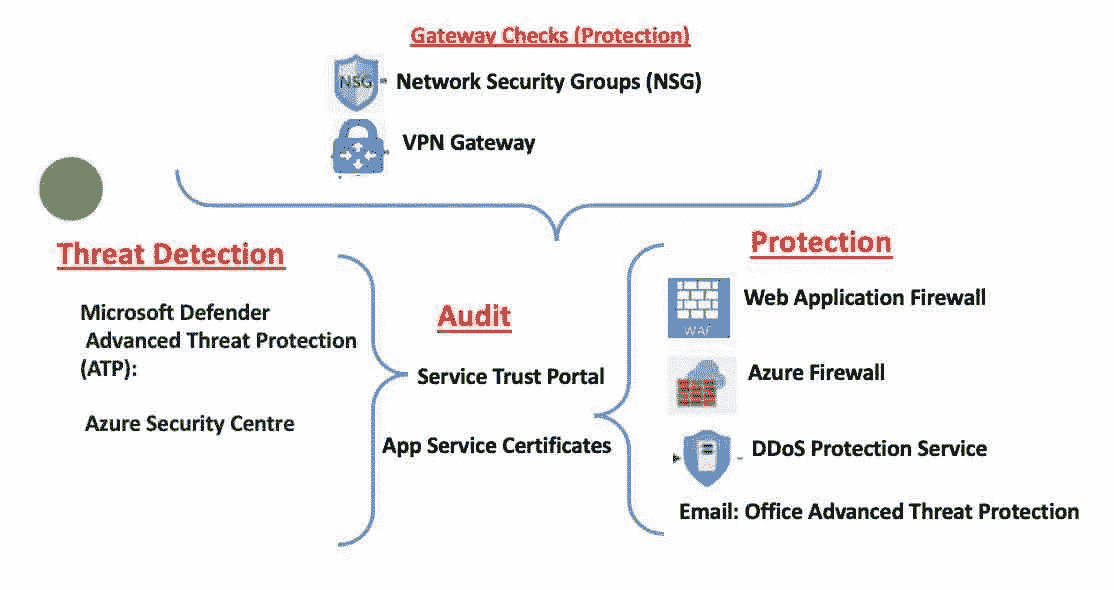 Gateway Checks (Protection)
NSG
Network Security Groups (NSG)
VPN Gateway
Threat Detection
Microsoft Defender
Advanced Threat Protection
(ATP):
Azure Security Centre
Audit
Service Trust Portal
App Service Certificates
Protection
WAF
Web Application Firewall
Azure Firewall
DDoS Protection Service
Email: Office Advanced Threat Protection